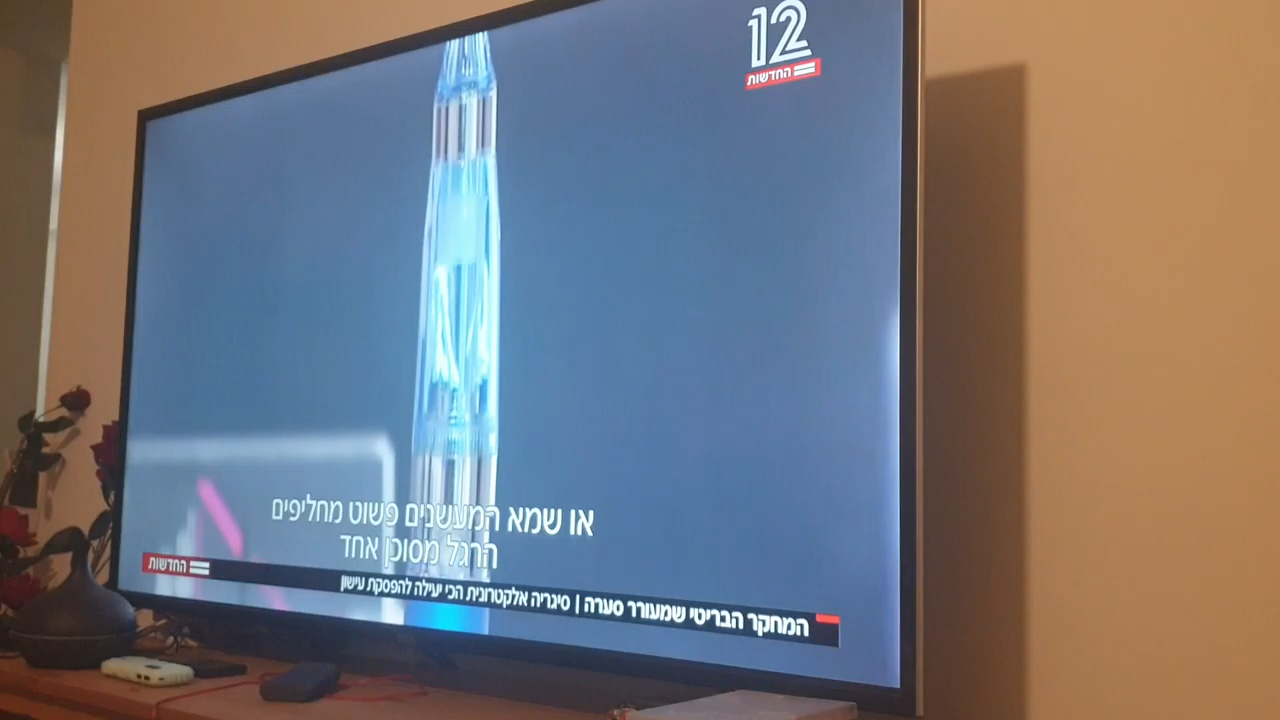 12
החדשות
או שמא המעשנים פשוט מחליפים
הרגל מסוכן אחד
המחקר הבריטי שמעורר סערה | סיגריה אלקטרונית הכי יעילה להפסקת עישון
החדשות